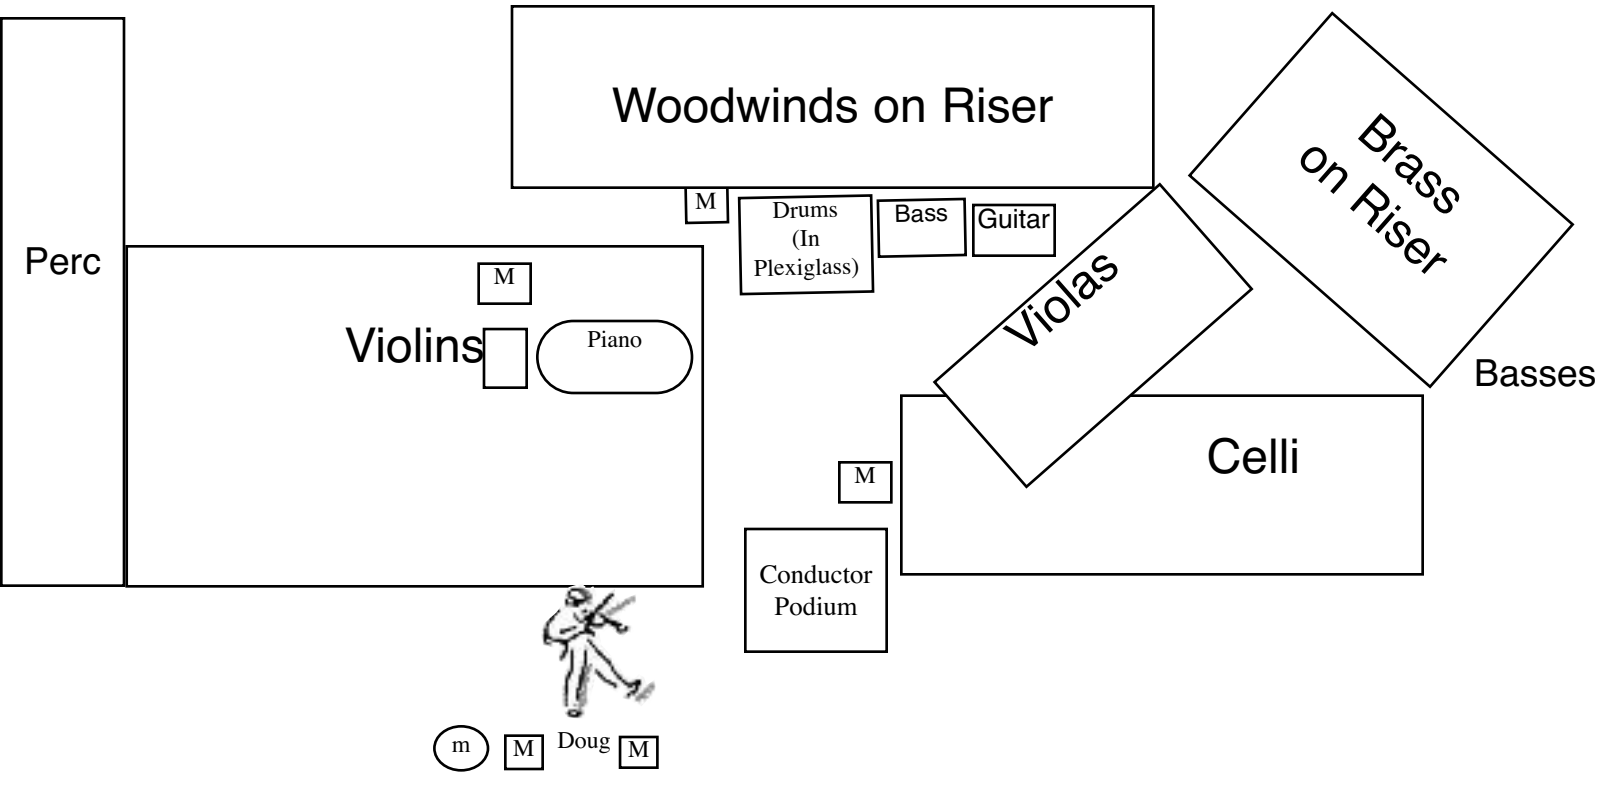 Woodwinds on Riser
Brass
on Riser
M
Drums
(In
Plexiglass)
Bass
Guitar
Perc
M
Violins
Piano
Violas
Basses
Celli
M
Conductor
Podium
m
M
Doug
M